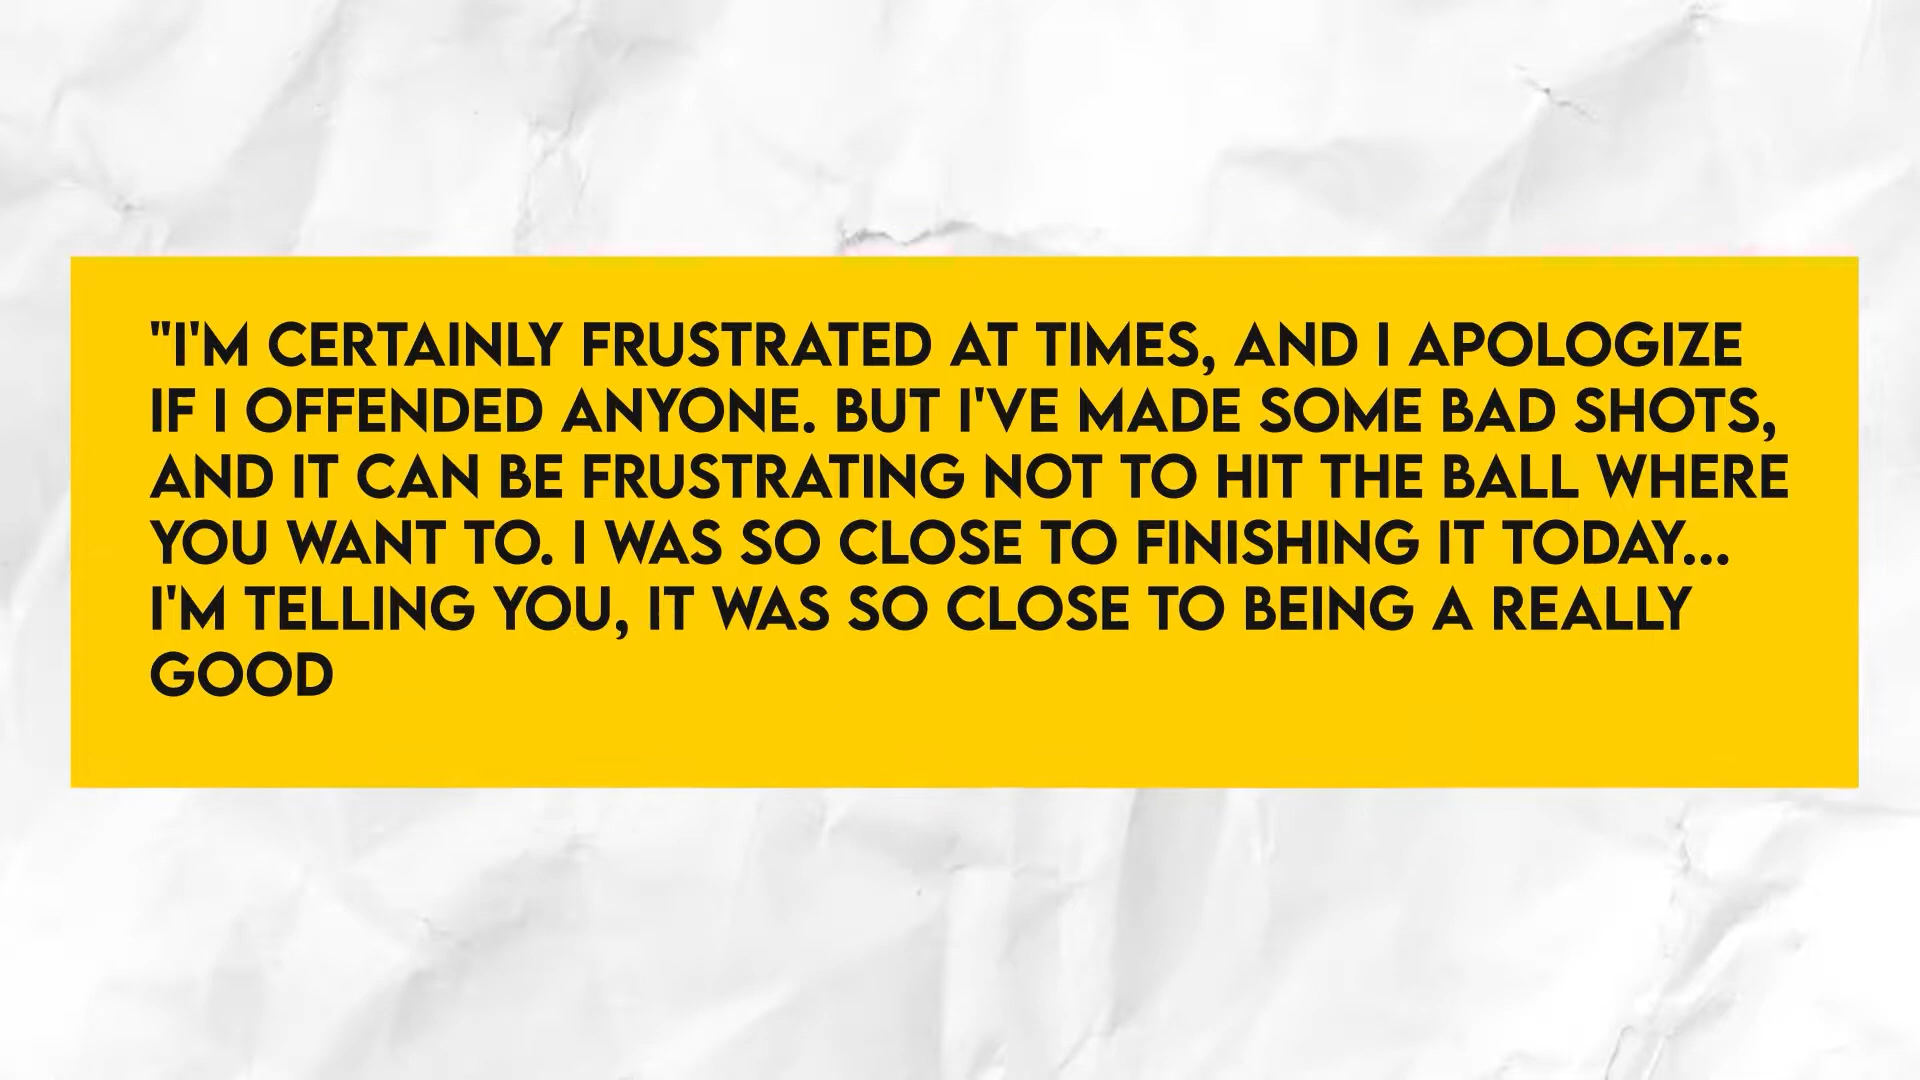 "I'M CERTAINLY FRUSTRATED AT TIMES, AND I APOLOGIZE
IF I OFFENDED ANYONE. BUT I'VE MADE SOME BAD SHOTS,
AND IT CAN BE FRUSTRATING NOT TO HIT THE BALL WHERE
YOU WANT TO. I WAS SO CLOSE TO FINISHING IT TODAY...
I'M TELLING YOU, IT WAS SO CLOSE TO BEING A REALLY
GOOD